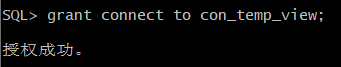 SQL> grant connect to con_temp_view;
授权成功。